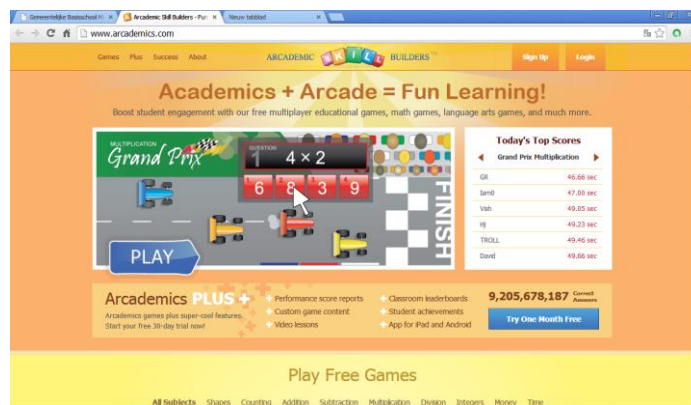 Gemeentelijke Basisschool M
Arcademic Skill Builders - Fun
Nieuw tabblad
www.arcademics.com
Games Plus Success About
ARCADEMIC SKILL BUILDERS™
Sign Up
Login
Academics + Arcade = Fun Learning!
Boost student engagement with our free multiplayer educational games, math games, language arts games, and much more.
MULTIPLICATION
Grand Prix
QUESTION
1 4 × 2
6 8 3 9
FINISH
PLAY
Today's Top Scores
Grand Prix Multiplication
GR 46.66 sec
Iam0 47.00 sec
Vish 49.05 sec
HJ 49.23 sec
TROLL 49.46 sec
David 49.66 sec
Arcademics PLUS +
Arcademics games plus super-cool features.
Start your free 30-day trial now!
+ Performance score reports
+ Custom game content
+ Video lessons
+ Classroom leaderboards
+ Student achievements
+ App for iPad and Android
9,205,678,187 Correct Answers
Try One Month Free
Play Free Games
All Subjects Shapes Counting Addition Subtraction Multiplication Division Integers Money Time